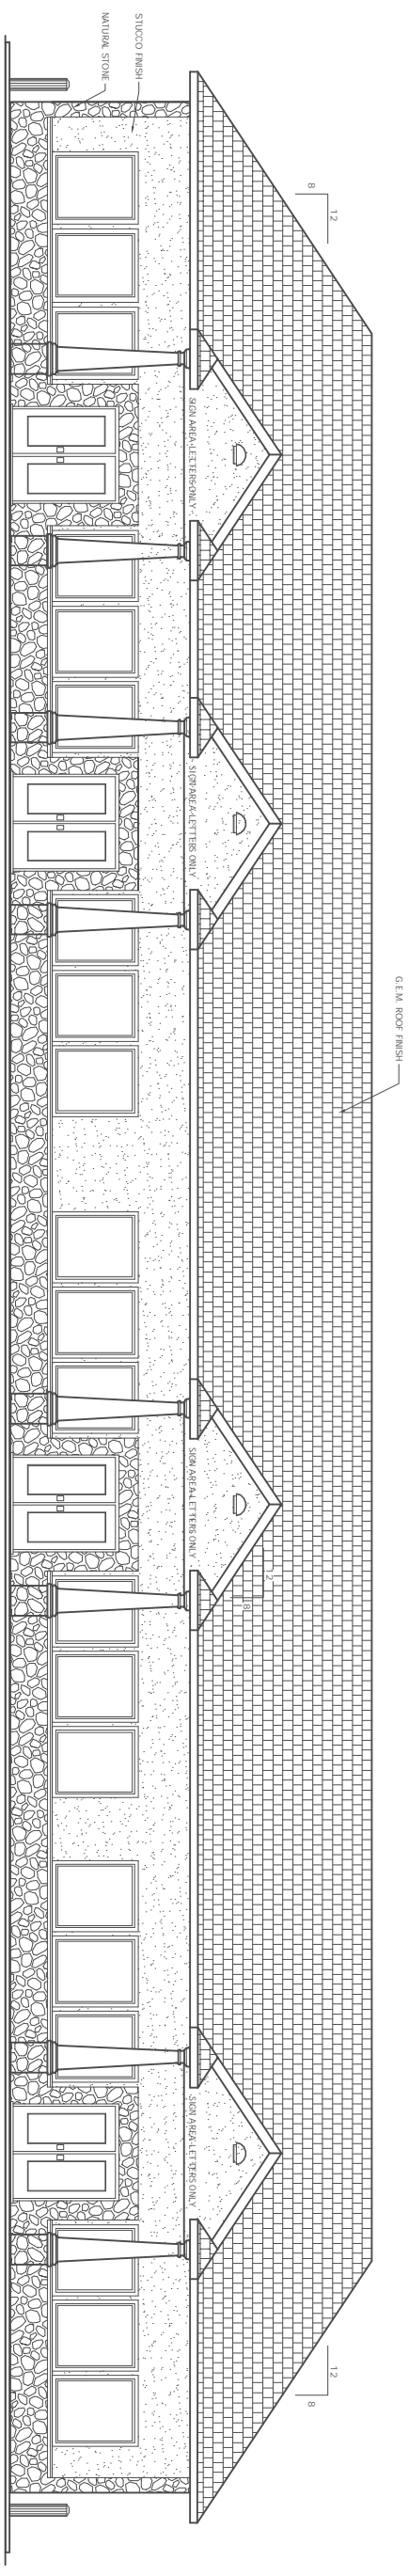 G.E.M. ROOF FINISH
12
8
12
8
STUCCO FINISH
NATURAL STONE
SIGN AREA-LETTERS ONLY
SIGN AREA-LETTERS ONLY
SIGN AREA-LETTERS ONLY
SIGN AREA-LETTERS ONLY
8